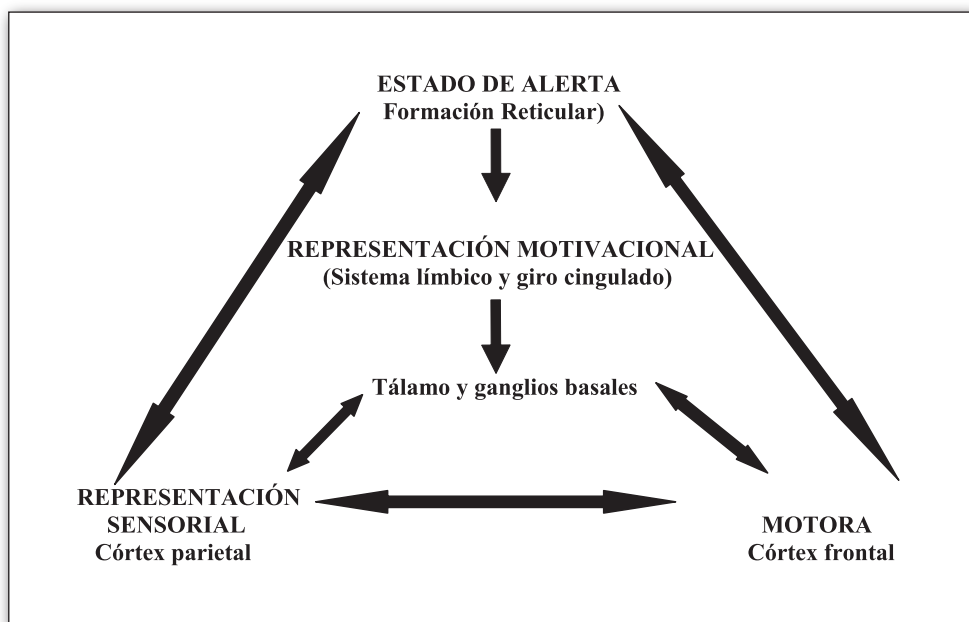 ESTADO DE ALERTA
Formación Reticular)
REPRESENTACIÓN MOTIVACIONAL
(Sistema límbico y giro cingulado)
Tálamo y ganglios basales
REPRESENTACIÓN
SENSORIAL
Córtex parietal
MOTORA
Córtex frontal